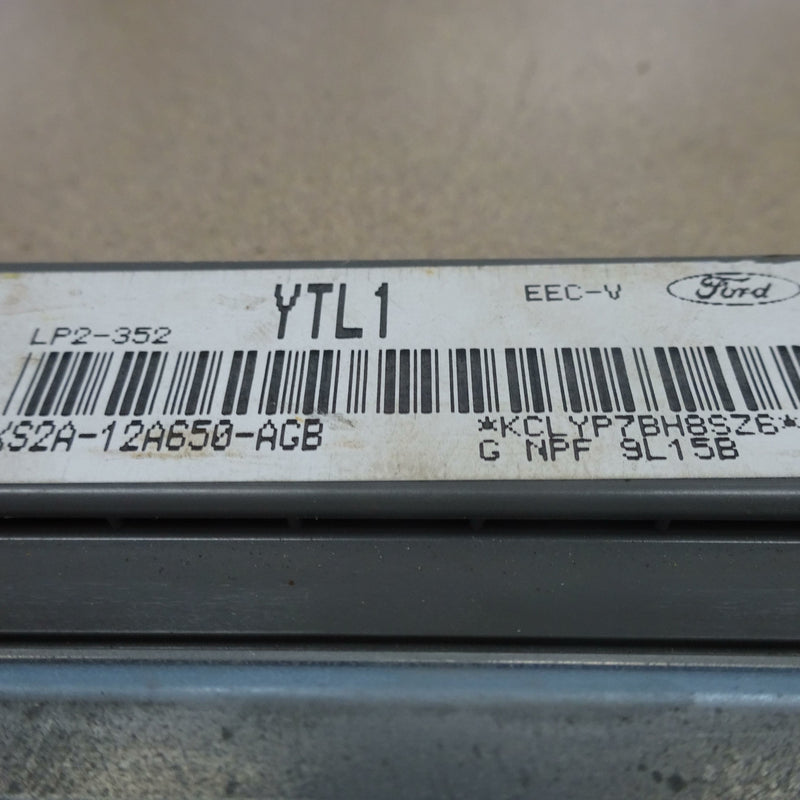 YTL1
EEC-V
Ford
LP2-352
XS2A-12A650-AGB
*KCLYP7BH8SZ6*
G NPF 9L15B